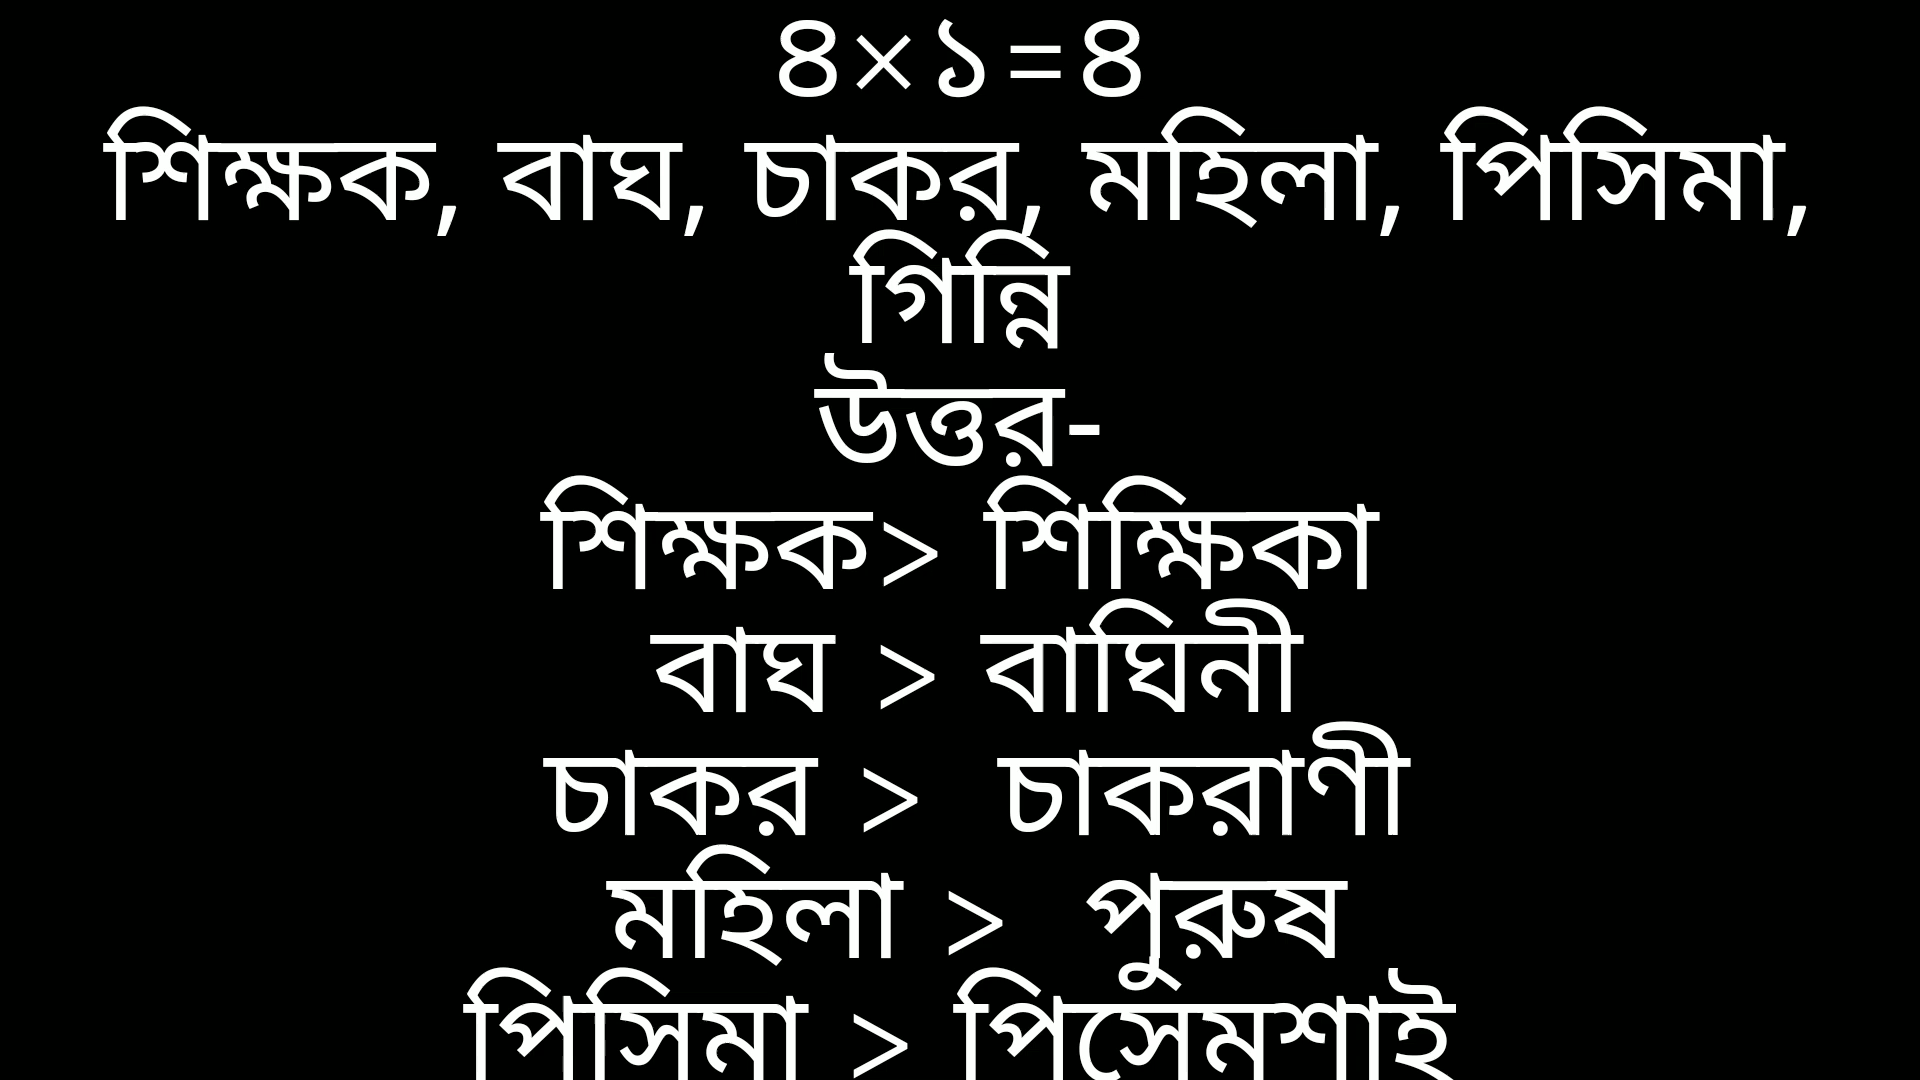 ৪×১=৪
শিক্ষক, বাঘ, চাকর, মহিলা, পিসিমা,
গিন্নি
উত্তর-
শিক্ষক> শিক্ষিকা
বাঘ > বাঘিনী
চাকর > চাকরাণী
মহিলা > পুরুষ
পিসিমা > পিসেমশাই